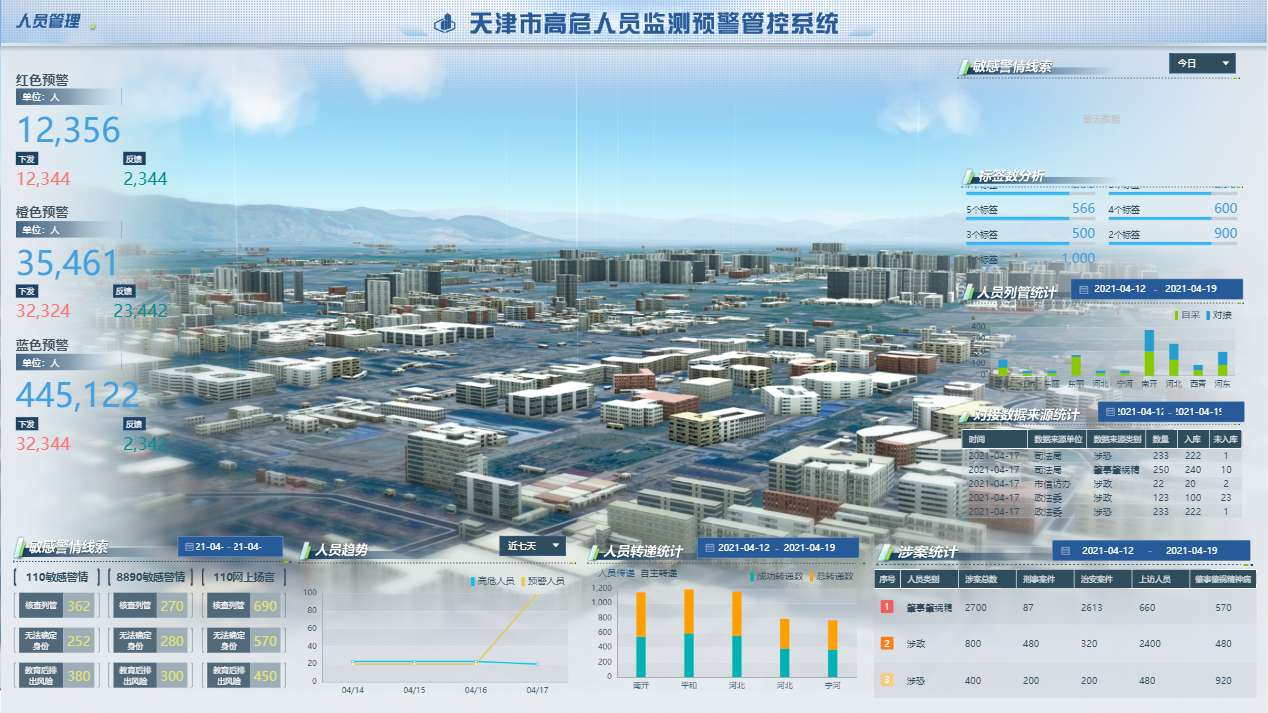 人员管理
天津市高危人员监测预警管控系统
红色预警
单位：人
12,356
下发 反馈
12,344 2,344
橙色预警
单位：人
35,461
下发 反馈
32,324 23,442
蓝色预警
单位：人
445,122
下发 反馈
32,344 2,342
敏感警情线索 今日
暂无数据
标签数分析
5个标签 566 4个标签 600
3个标签 500 2个标签 900
1,000
人员列管统计 2021-04-12 - 2021-04-19
自采 对接
400
100
东丽 河北 宁河 南开 河北 西青 河东
对接数据来源统计 2021-04-12 - 2021-04-15
时间 数据来源单位 数据来源类别 数量 入库 未入库
2021-04-17 司法局 涉恐 233 222 1
2021-04-17 司法局 肇事肇祸精 250 240 10
2021-04-17 市信访办 涉政 22 20 2
2021-04-17 政法委 涉政 123 100 23
2021-04-17 政法委 涉恐 233 222 1
敏感警情线索 21-04- - 21-04-
110敏感警情 8890敏感警情 110网上扬言
核查列管 362 核查列管 270 核查列管 690
无法确定身份 252 无法确定身份 280 无法确定身份 570
教育后排出风险 380 教育后排出风险 300 教育后排出风险 450
人员趋势 近七天
高危人员 预警人员
100
80
60
40
20
0
04/14 04/15 04/16 04/17
人员转递统计 2021-04-12 - 2021-04-19
人员传递 自主转递 成功转递数 总转递数
1,200
1,000
800
600
400
200
0
南开 平和 河北 河北 宁河
涉案统计 2021-04-12 - 2021-04-19
序号 人员类别 涉案总数 刑事案件 治安案件 上访人员 肇事肇祸精神病
1 肇事肇祸精 2700 87 2613 660 570
2 涉政 800 480 320 2400 480
3 涉恐 400 200 200 480 920